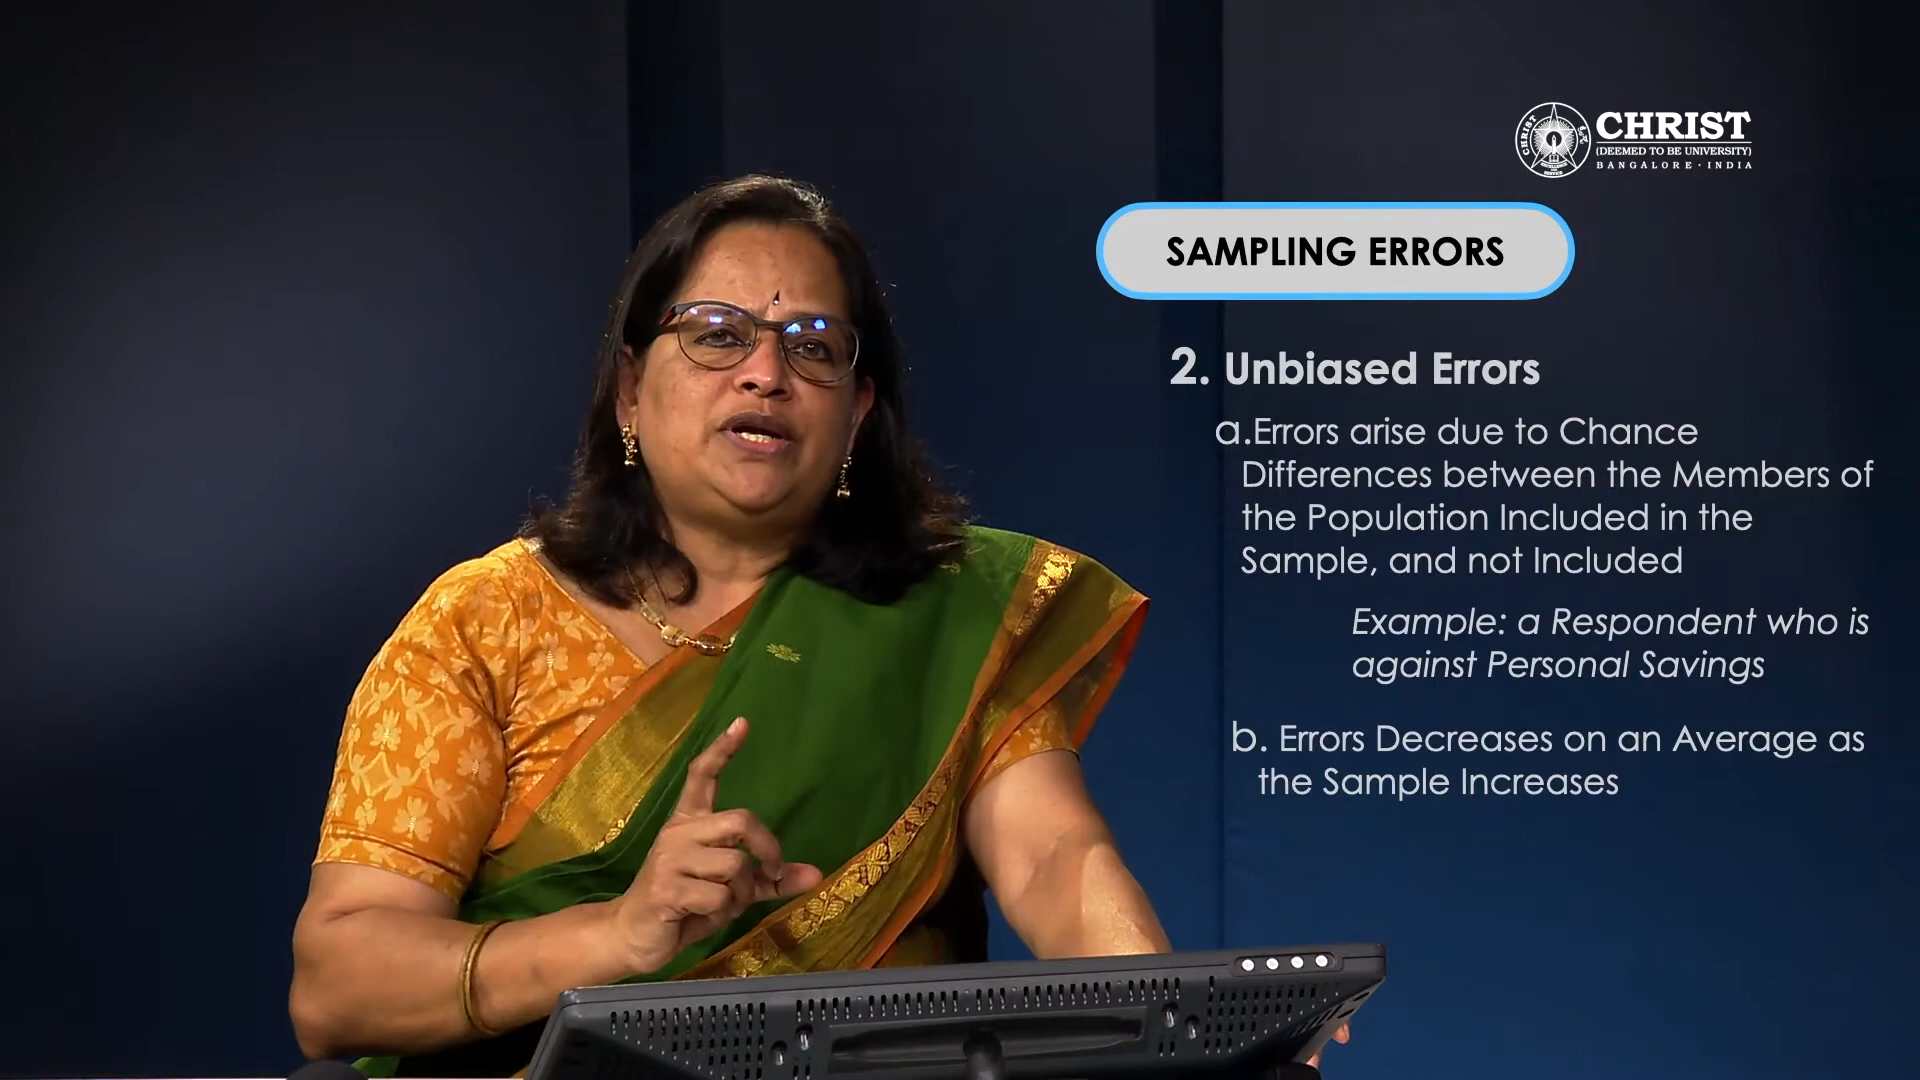 CHRIST
(DEEMED TO BE UNIVERSITY)
BANGALORE · INDIA
SAMPLING ERRORS
2. Unbiased Errors
a.Errors arise due to Chance
Differences between the Members of
the Population Included in the
Sample, and not Included
Example: a Respondent who is
against Personal Savings
b. Errors Decreases on an Average as
the Sample Increases